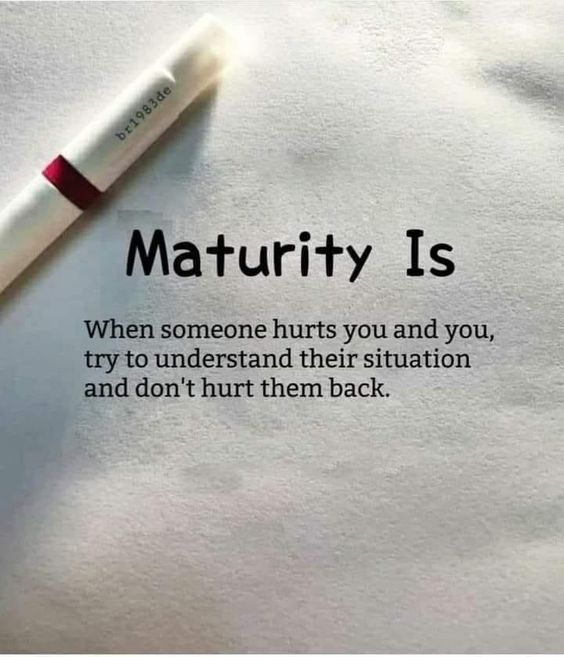 br1983de
Maturity Is
When someone hurts you and you,
try to understand their situation
and don't hurt them back.